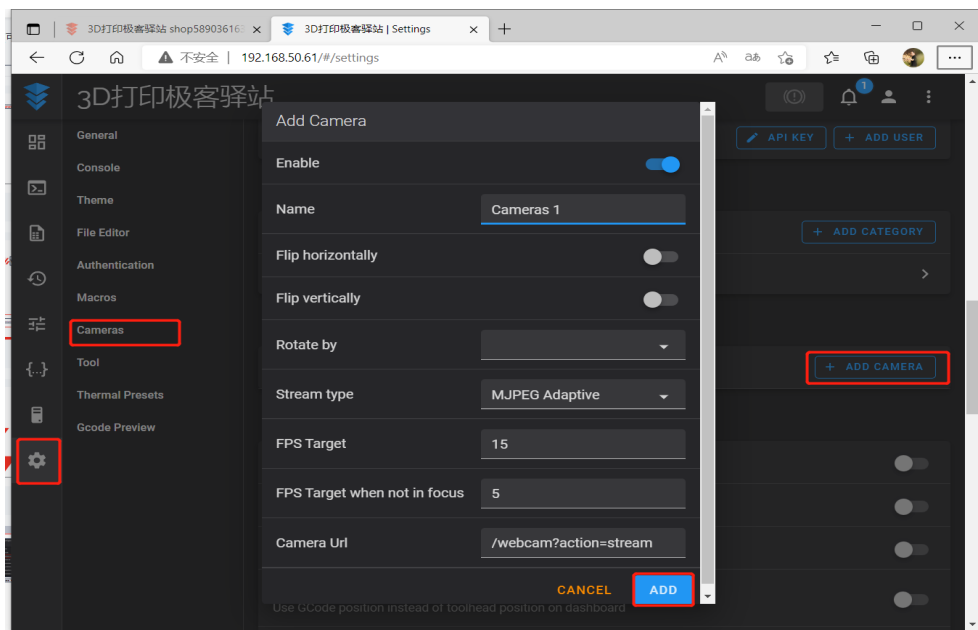 3D打印极客驿站 shop58903616
3D打印极客驿站 | Settings
不安全 | 192.168.50.61/#/settings
3D打印极客驿站
1
General
Console
Theme
File Editor
Authentication
Macros
Cameras
Tool
Thermal Presets
Gcode Preview
API KEY
+ ADD USER
+ ADD CATEGORY
+ ADD CAMERA
Add Camera
Enable
Name
Cameras 1
Flip horizontally
Flip vertically
Rotate by
Stream type
MJPEG Adaptive
FPS Target
15
FPS Target when not in focus
5
Camera Url
/webcam?action=stream
CANCEL
ADD
Use GCode position instead of toolhead position on dashboard